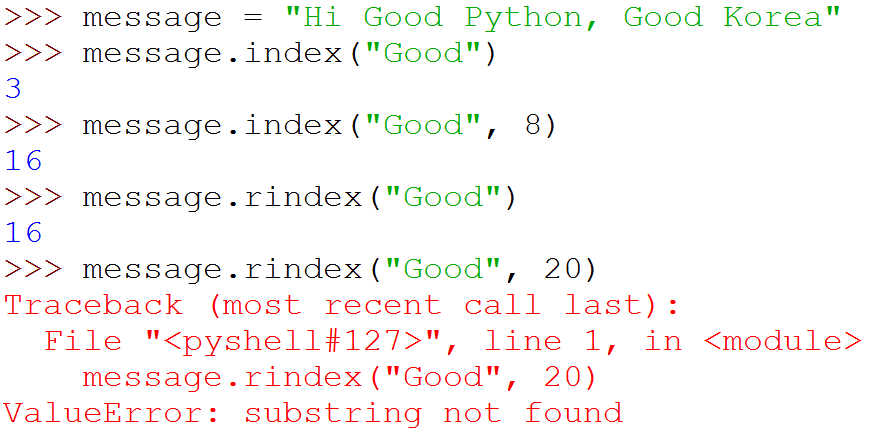 >>> message = "Hi Good Python, Good Korea"
>>> message.index("Good")
3
>>> message.index("Good", 8)
16
>>> message.rindex("Good")
16
>>> message.rindex("Good", 20)
Traceback (most recent call last):
  File "<pyshell#127>", line 1, in <module>
    message.rindex("Good", 20)
ValueError: substring not found